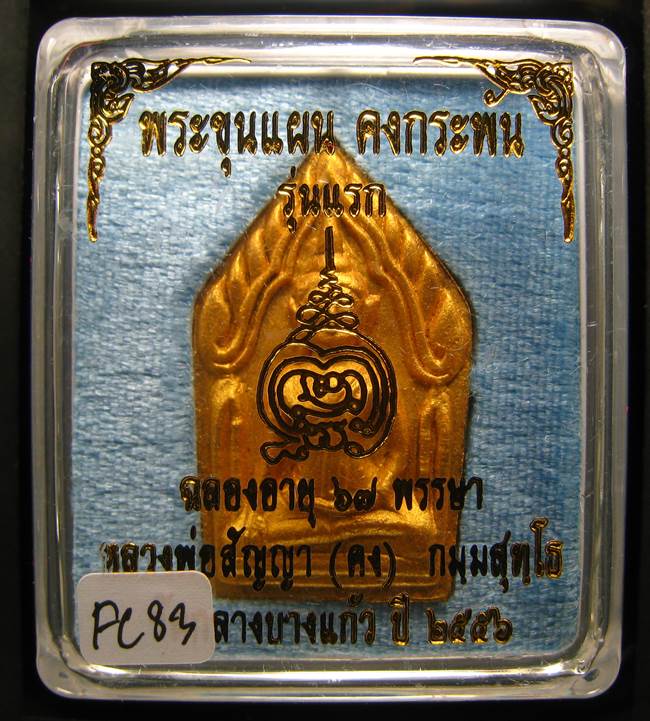 พระขุนแผน คงกระพัน
รุ่นแรก
ฉลองอายุ ๖๗ พรรษา
หลวงพ่อสัญญา (คง) กมฺมสุทฺโธ
ลางบางแก้ว ปี ๒๕๕๖
PC83